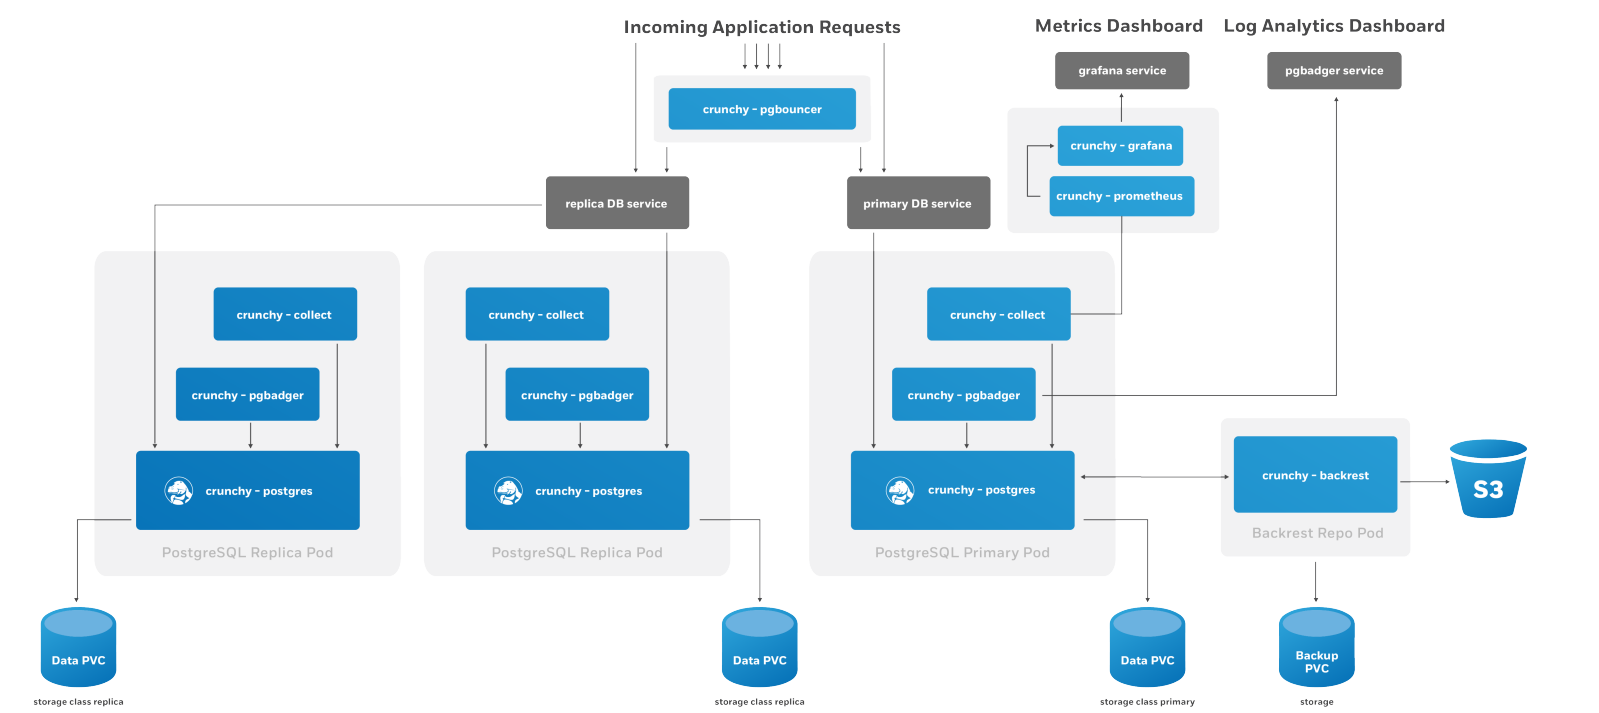 Incoming Application Requests
Metrics Dashboard
Log Analytics Dashboard
grafana service
pgbadger service
crunchy - pgbouncer
crunchy - grafana
crunchy - prometheus
replica DB service
primary DB service
crunchy - collect
crunchy - collect
crunchy - collect
crunchy - pgbadger
crunchy - pgbadger
crunchy - pgbadger
crunchy - postgres
crunchy - postgres
crunchy - postgres
crunchy - backrest
S3
PostgreSQL Replica Pod
PostgreSQL Replica Pod
PostgreSQL Primary Pod
Backrest Repo Pod
Data PVC
Data PVC
Data PVC
Backup
PVC
storage class replica
storage class replica
storage class primary
storage